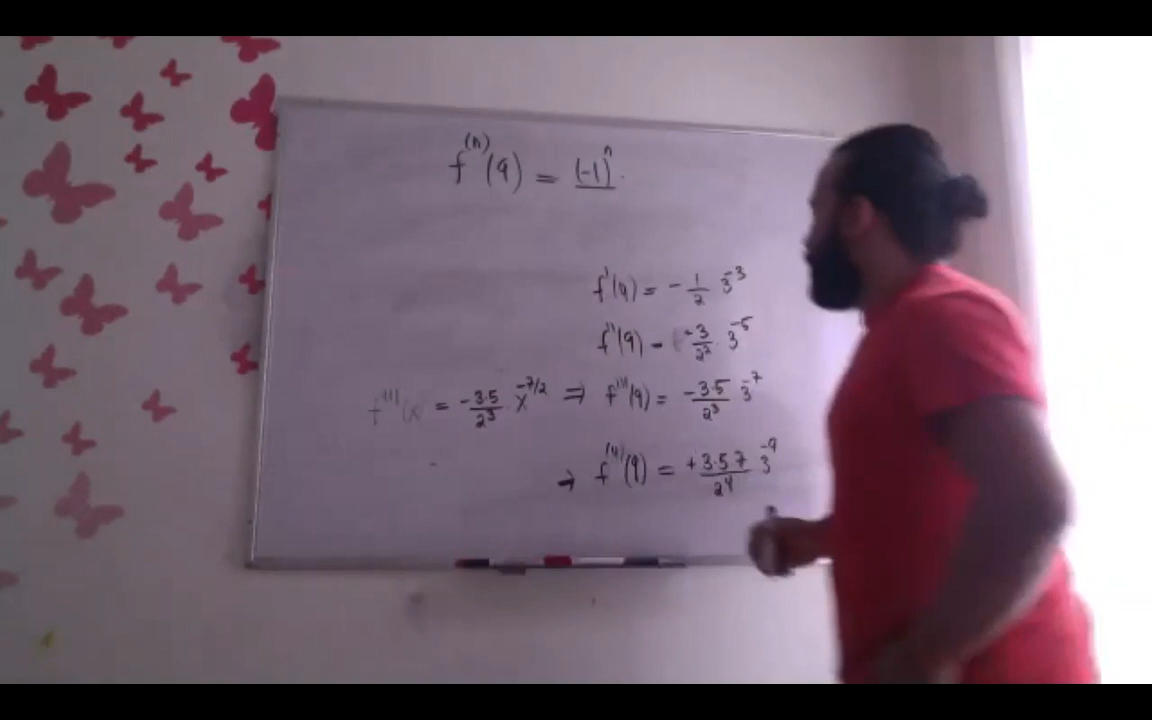 f⁽ⁿ⁾(9) = (-1)ⁿ
f'(9) = - 1/2 3⁻³
f''(9) = +3/2² 3⁻⁵
f'''(x) = -3·5/2³ x^(-7/2) ⇒ f'''(9) = -3·5/2³ 3⁻⁷
→ f⁽⁴⁾(9) = +3·5·7/2⁴ 3⁻⁹